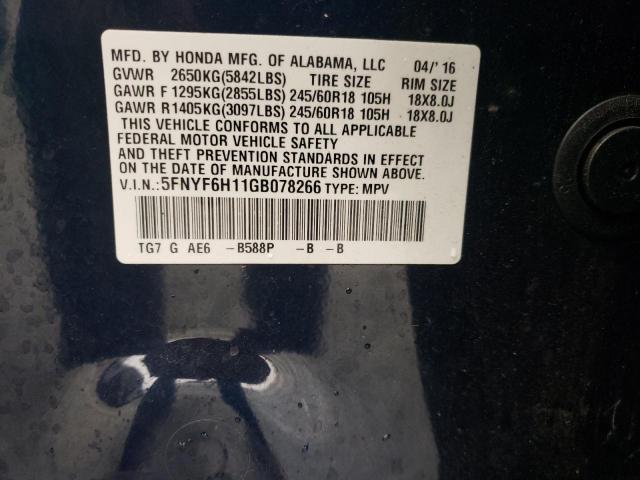 MFD. BY HONDA MFG. OF ALABAMA, LLC 04/'16
GVWR 2650KG(5842LBS) TIRE SIZE RIM SIZE
GAWR F 1295KG(2855LBS) 245/60R18 105H 18X8.0J
GAWR R 1405KG(3097LBS) 245/60R18 105H 18X8.0J
THIS VEHICLE CONFORMS TO ALL APPLICABLE
FEDERAL MOTOR VEHICLE SAFETY
AND THEFT PREVENTION STANDARDS IN EFFECT
ON THE DATE OF MANUFACTURE SHOWN ABOVE.
V.I.N.: 5FNYF6H11GB078266 TYPE: MPV
TG7 G AE6 -B588P -B -B